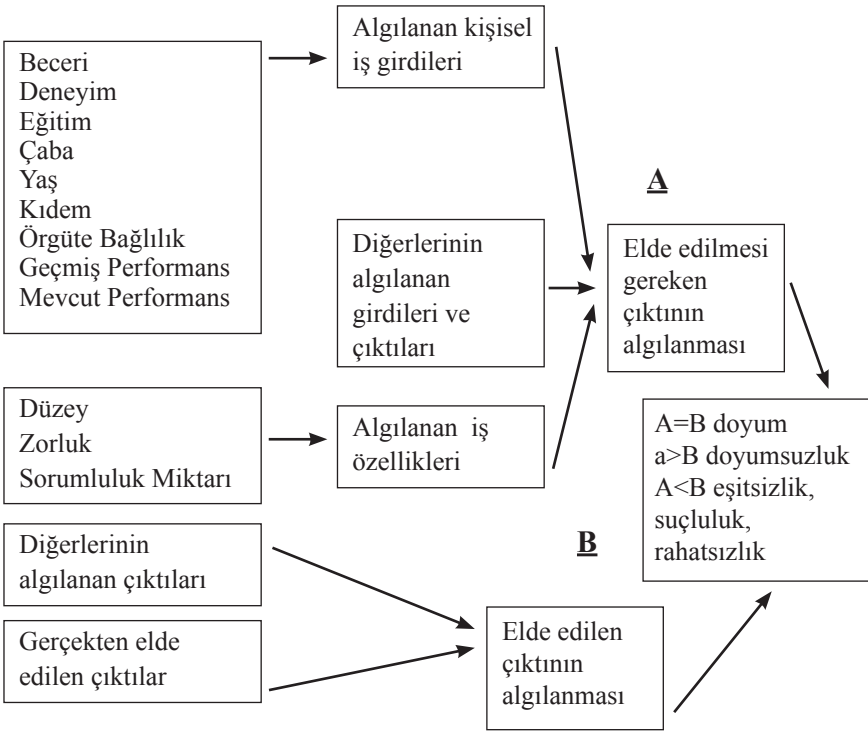 Beceri
Deneyim
Eğitim
Çaba
Yaş
Kıdem
Örgüte Bağlılık
Geçmiş Performans
Mevcut Performans
Algılanan kişisel
iş girdileri
Diğerlerinin
algılanan
girdileri ve
çıktıları
A
Elde edilmesi
gereken
çıktının
algılanması
Düzey
Zorluk
Sorumluluk Miktarı
Algılanan iş
özellikleri
A=B doyum
a>B doyumsuzluk
A<B eşitsizlik,
suçluluk,
rahatsızlık
Diğerlerinin
algılanan çıktıları
Gerçekten elde
edilen çıktılar
B
Elde edilen
çıktının
algılanması